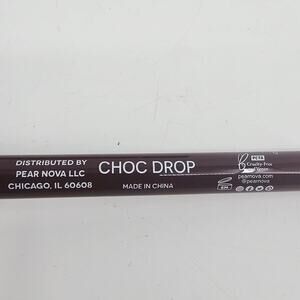 DISTRIBUTED BY
PEAR NOVA LLC
CHICAGO, IL 60608
CHOC DROP
MADE IN CHINA
PETA
Cruelty-Free
pearnova.com
@pearnova